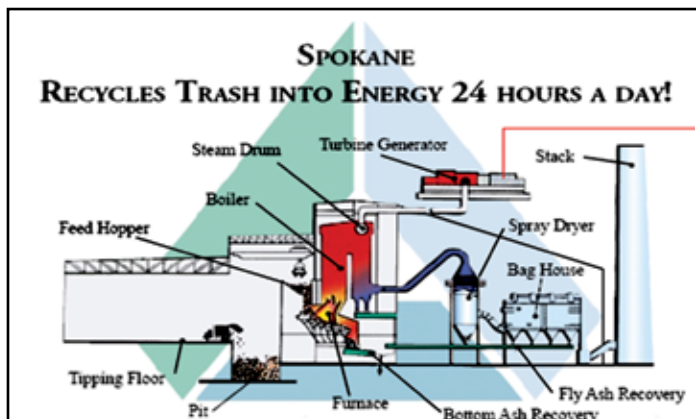 SPOKANE
RECYCLES TRASH INTO ENERGY 24 HOURS A DAY!
Turbine Generator
Steam Drum
Stack
Boiler
Feed Hopper
Spray Dryer
Bag House
Tipping Floor
Pit
Furnace
Fly Ash Recovery
Bottom Ash Recovery